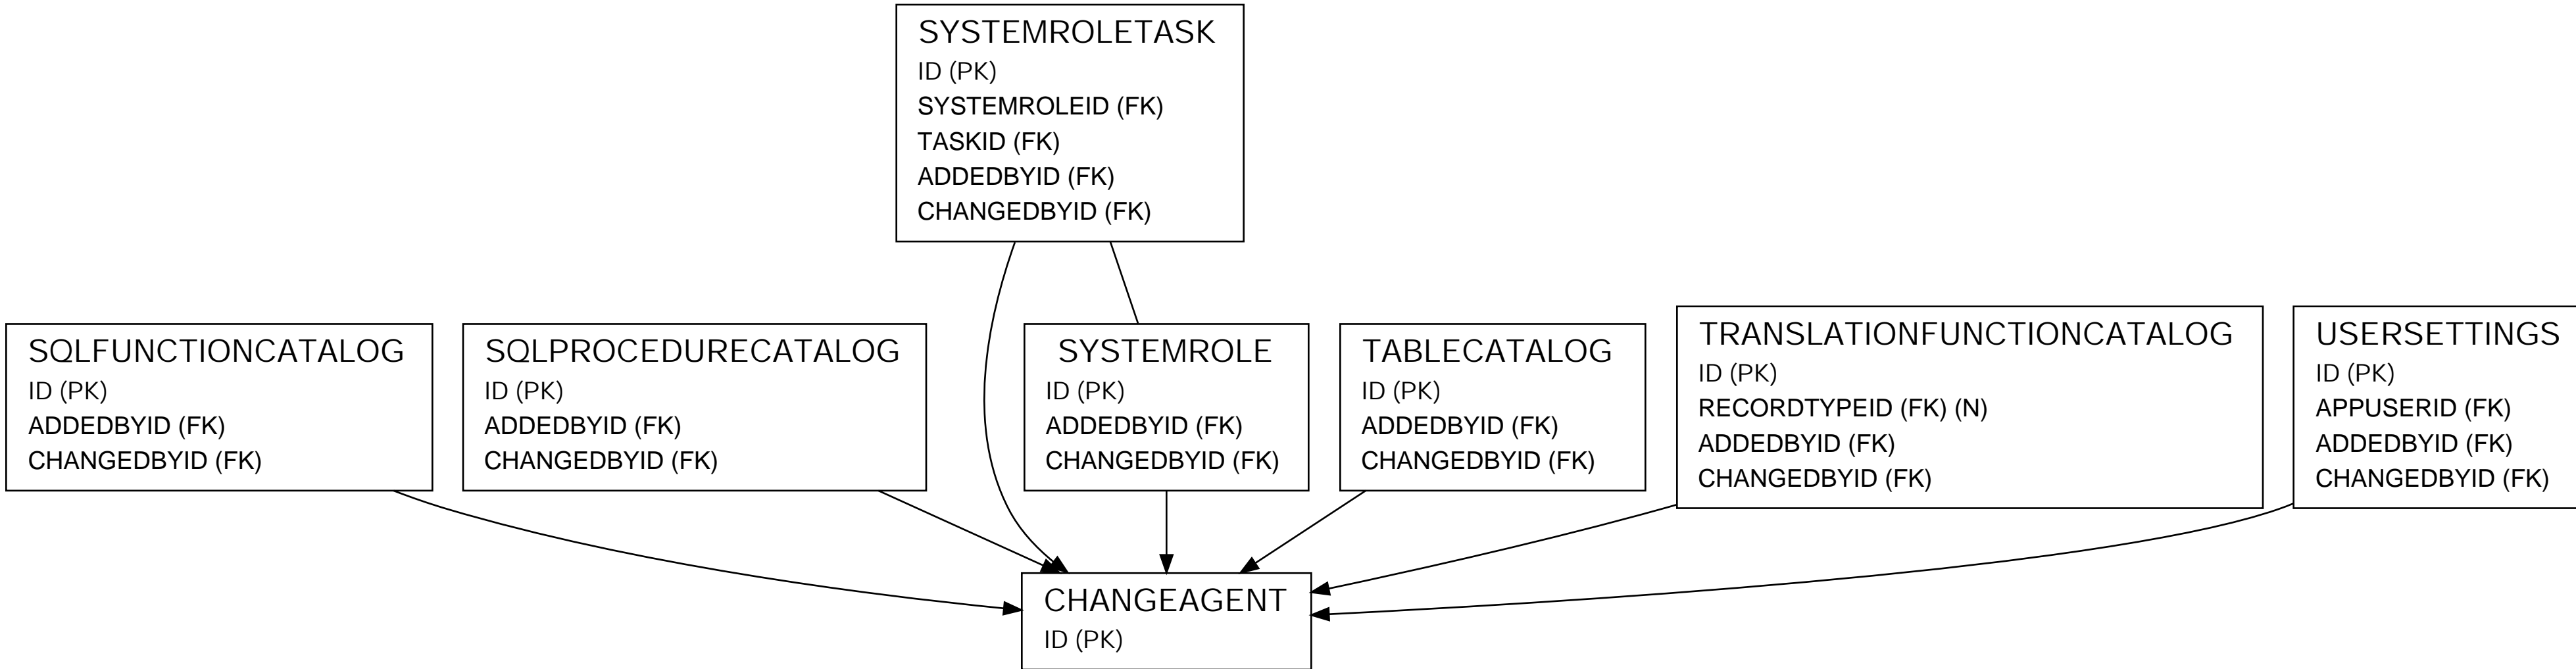 SYSTEMROLETASK
ID (PK)
SYSTEMROLEID (FK)
TASKID (FK)
ADDEDBYID (FK)
CHANGEDBYID (FK)
SQLFUNCTIONCATALOG
ID (PK)
ADDEDBYID (FK)
CHANGEDBYID (FK)
SQLPROCEDURECATALOG
ID (PK)
ADDEDBYID (FK)
CHANGEDBYID (FK)
SYSTEMROLE
ID (PK)
ADDEDBYID (FK)
CHANGEDBYID (FK)
TABLECATALOG
ID (PK)
ADDEDBYID (FK)
CHANGEDBYID (FK)
TRANSLATIONFUNCTIONCATALOG
ID (PK)
RECORDTYPEID (FK) (N)
ADDEDBYID (FK)
CHANGEDBYID (FK)
USERSETTINGS
ID (PK)
APPUSERID (FK)
ADDEDBYID (FK)
CHANGEDBYID (FK)
CHANGEAGENT
ID (PK)